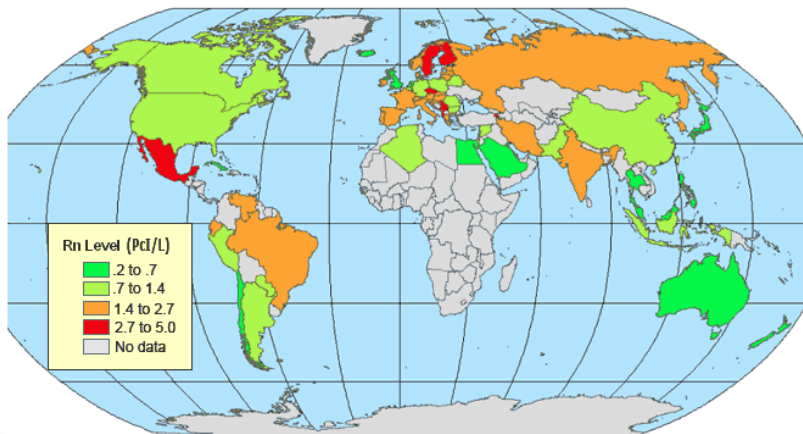 Rn Level (PcI/L)
.2 to .7
.7 to 1.4
1.4 to 2.7
2.7 to 5.0
No data